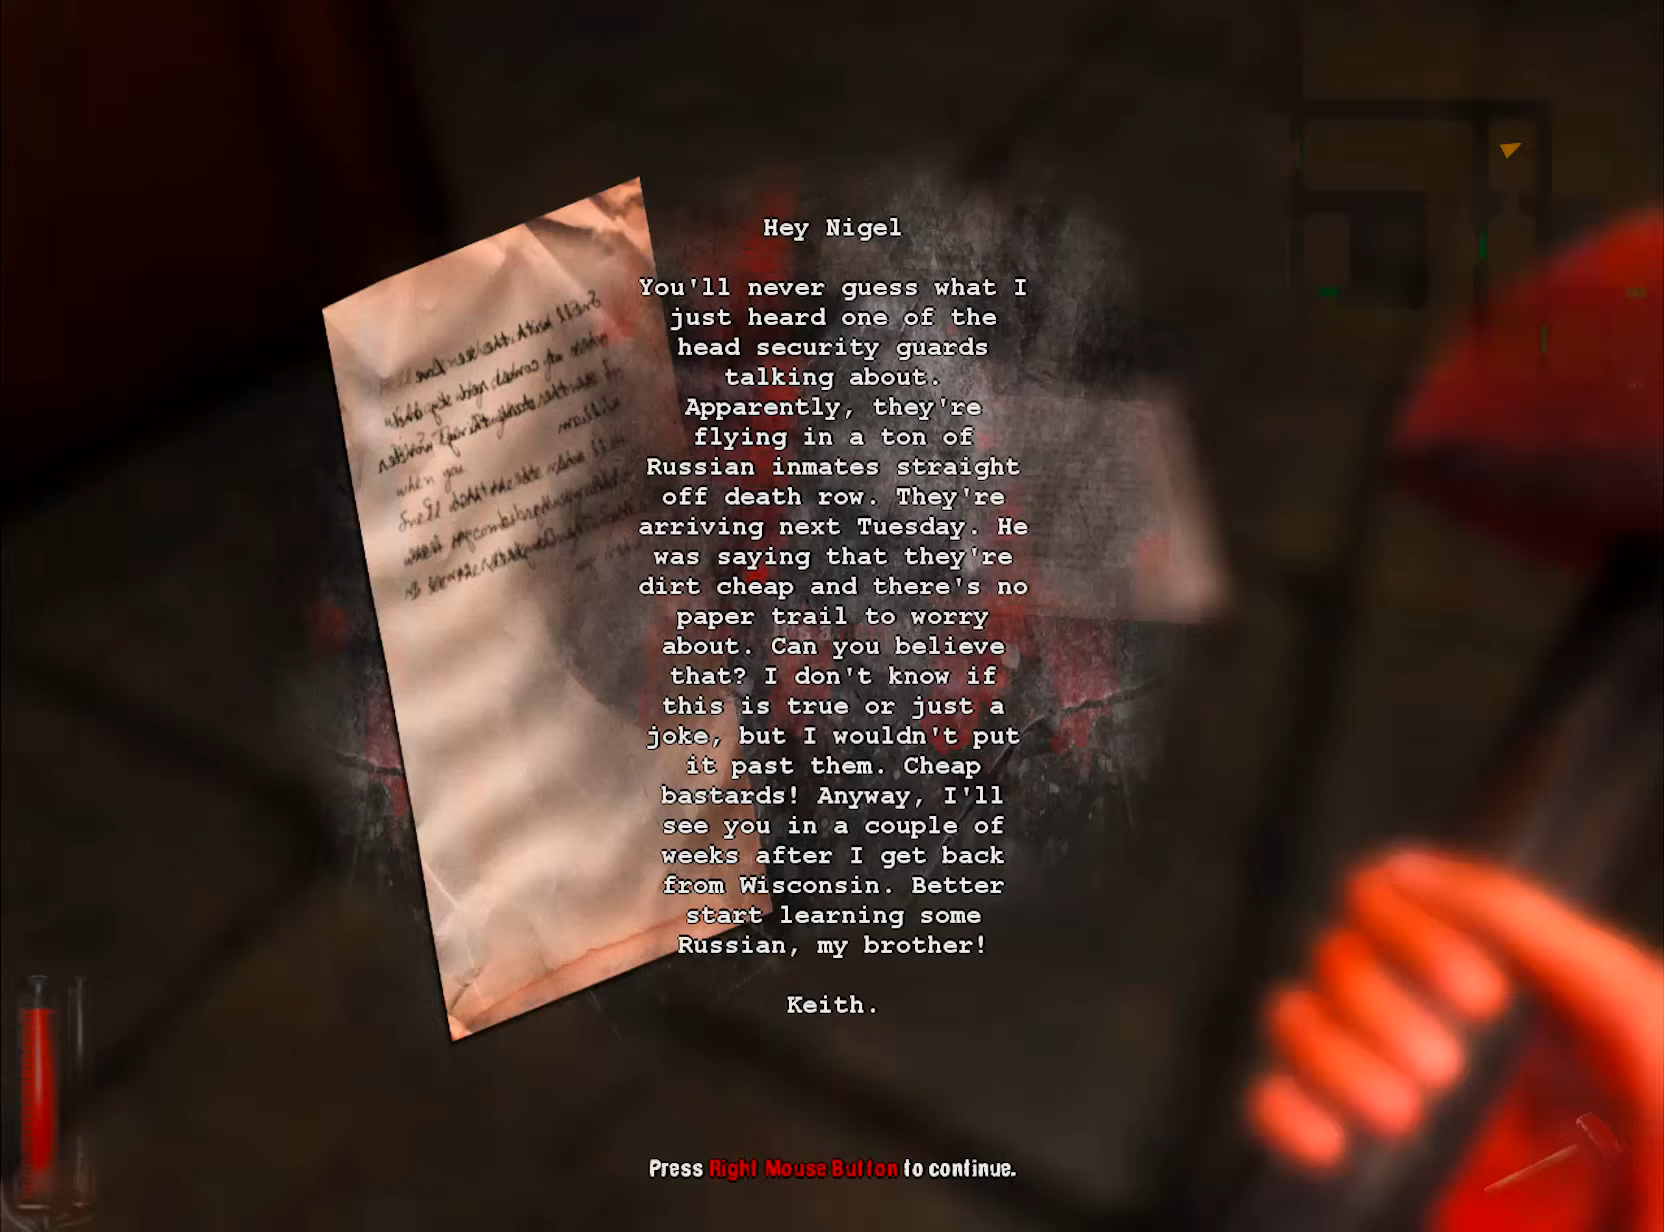 Hey Nigel
You'll never guess what I
just heard one of the
head security guards
talking about.
Apparently, they're
flying in a ton of
Russian inmates straight
off death row. They're
arriving next Tuesday. He
was saying that they're
dirt cheap and there's no
paper trail to worry
about. Can you believe
that? I don't know if
this is true or just a
joke, but I wouldn't put
it past them. Cheap
bastards! Anyway, I'll
see you in a couple of
weeks after I get back
from Wisconsin. Better
start learning some
Russian, my brother!
Keith.
Press Right Mouse Button to continue.